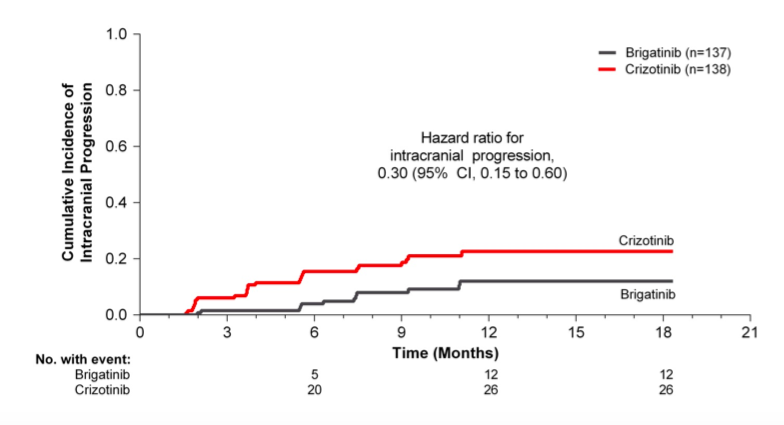 1.0
0.8
0.6
0.4
0.2
0.0
Cumulative Incidence of
Intracranial Progression
Brigatinib (n=137)
Crizotinib (n=138)
Hazard ratio for
intracranial progression,
0.30 (95% CI, 0.15 to 0.60)
Crizotinib
Brigatinib
0 3 6 9 12 15 18 21
Time (Months)
No. with event:
Brigatinib 5 12 12
Crizotinib 20 26 26